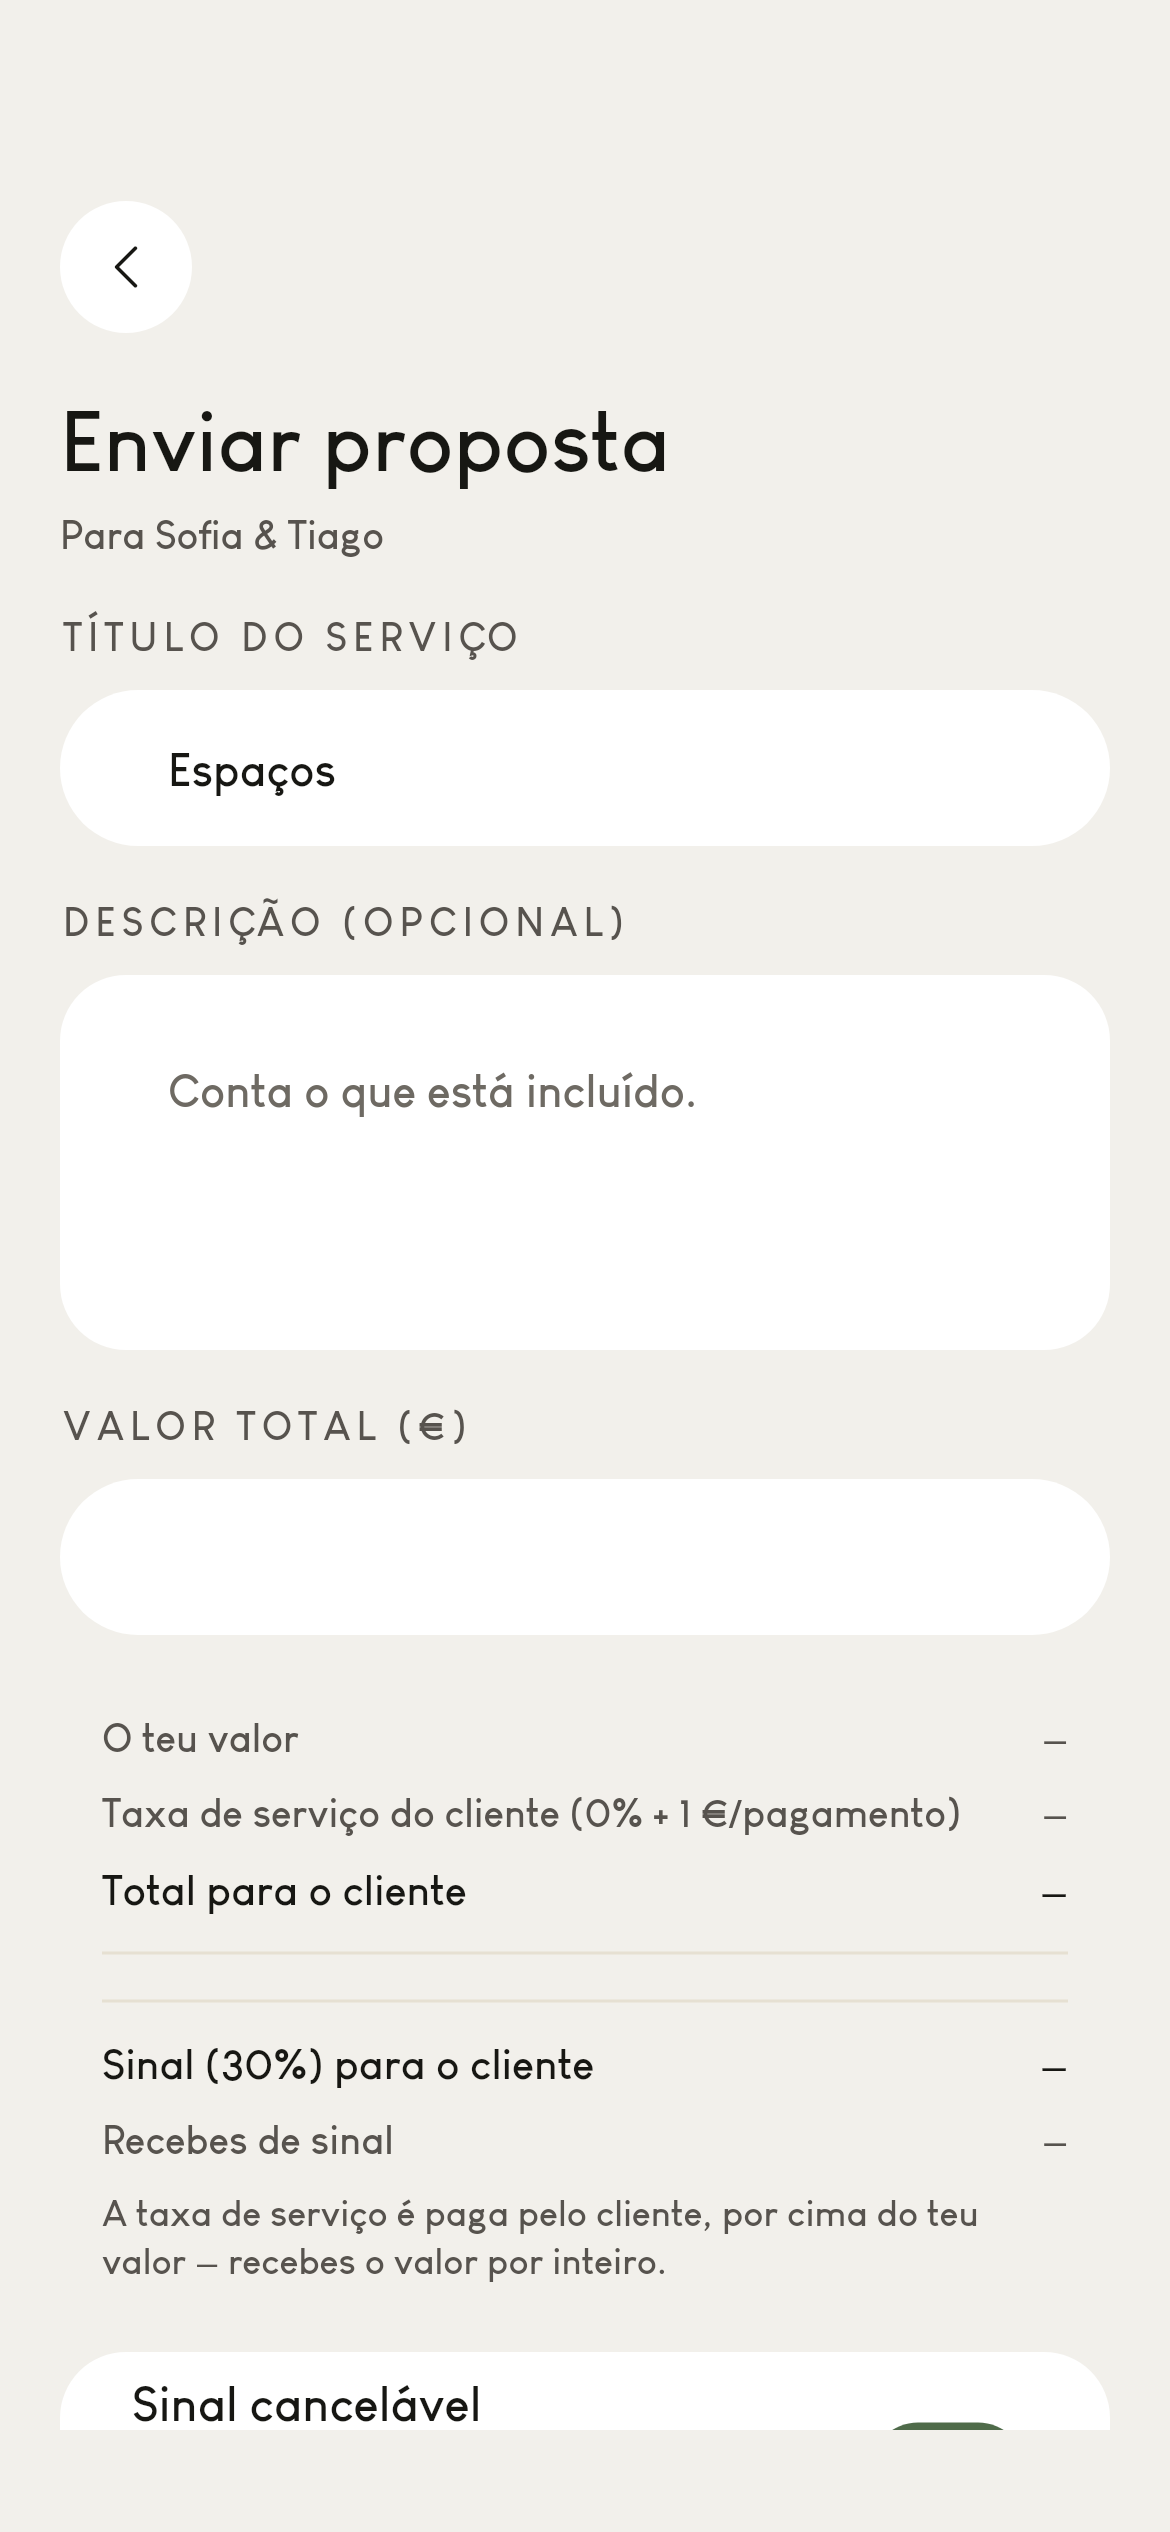 Enviar proposta
Para Sofia & Tiago
TÍTULO DO SERVIÇO
Espaços
DESCRIÇÃO (OPCIONAL)
Conta o que está incluído.
VALOR TOTAL (€)
O teu valor –
Taxa de serviço do cliente (0% + 1 €/pagamento) –
Total para o cliente –
Sinal (30%) para o cliente –
Recebes de sinal –
A taxa de serviço é paga pelo cliente, por cima do teu
valor – recebes o valor por inteiro.
Sinal cancelável